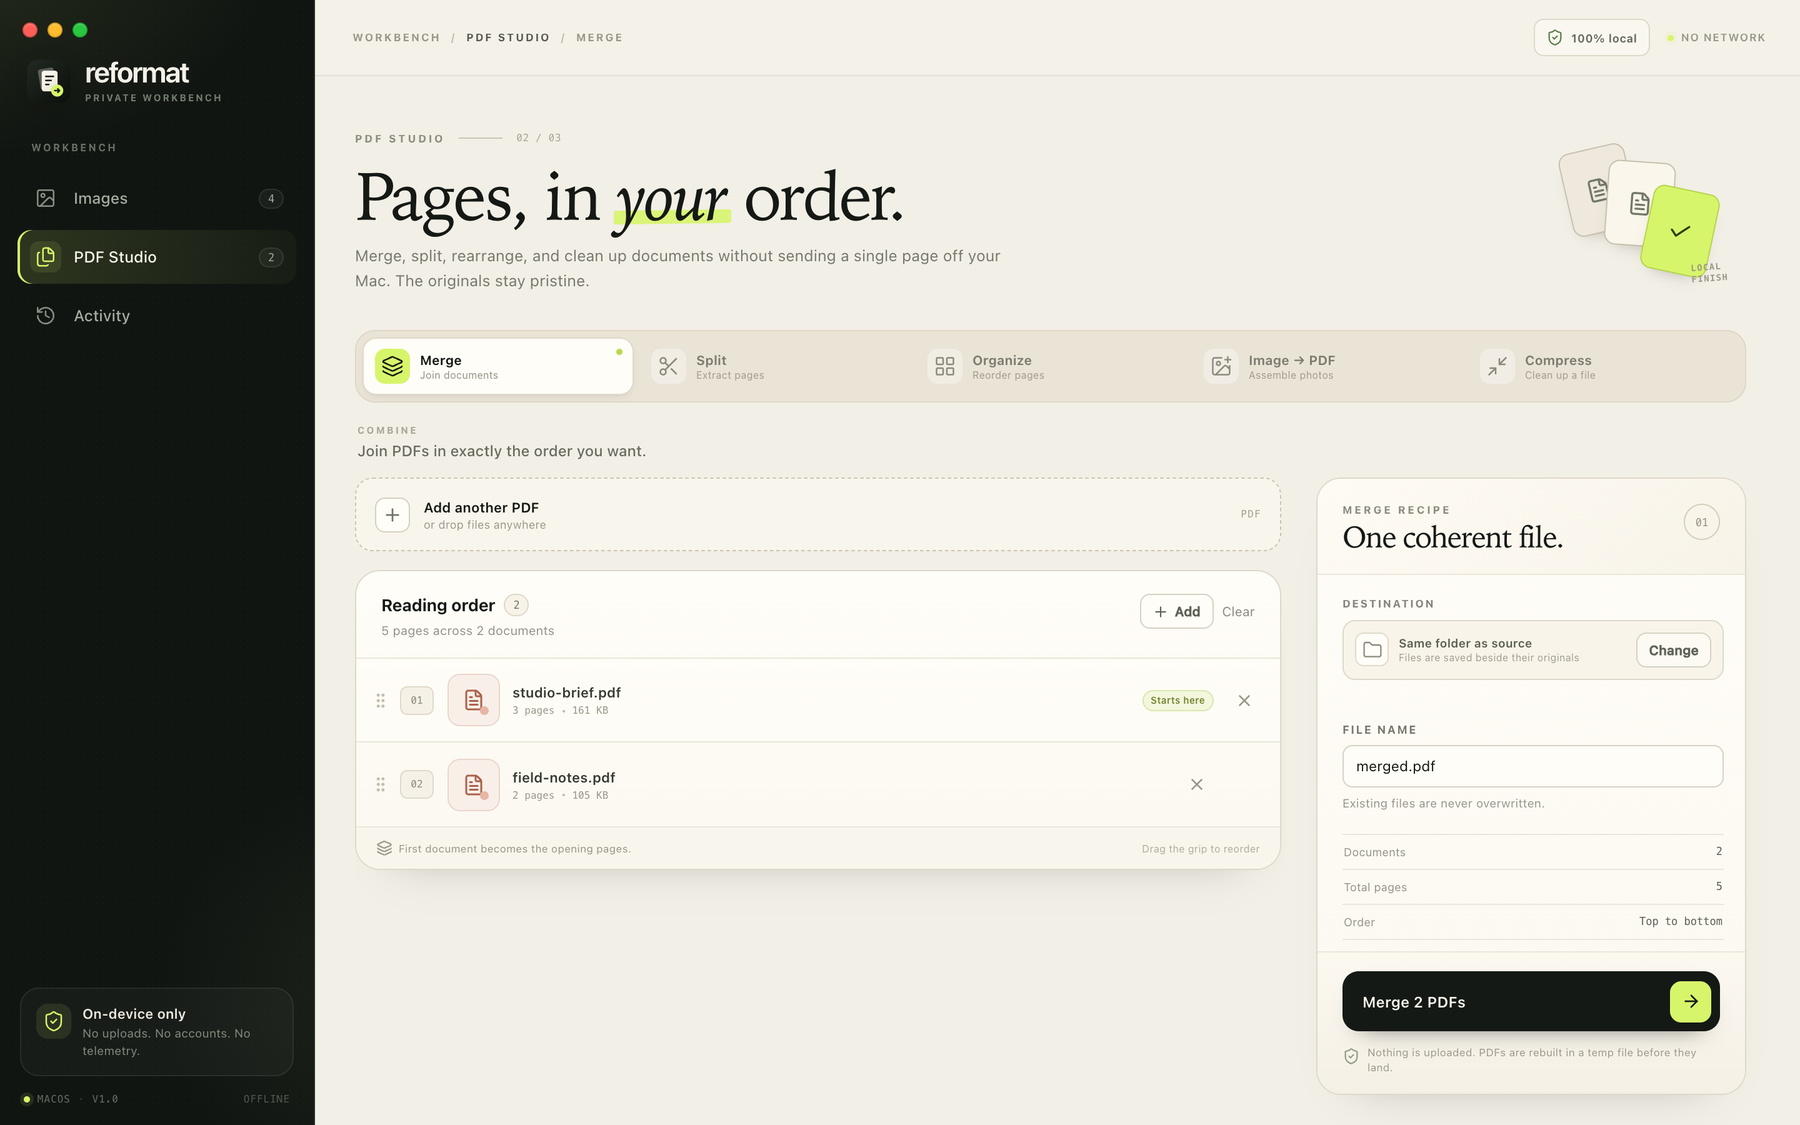 reformat
PRIVATE WORKBENCH
WORKBENCH
Images 4
PDF Studio 2
Activity
On-device only
No uploads. No accounts. No
telemetry.
MACOS · V1.0 OFFLINE
WORKBENCH / PDF STUDIO / MERGE
100% local
NO NETWORK
PDF STUDIO 02 / 03
Pages, in your order.
Merge, split, rearrange, and clean up documents without sending a single page off your
Mac. The originals stay pristine.
LOCAL
FINISH
Merge
Join documents
Split
Extract pages
Organize
Reorder pages
Image → PDF
Assemble photos
Compress
Clean up a file
COMBINE
Join PDFs in exactly the order you want.
Add another PDF
or drop files anywhere
PDF
Reading order 2
5 pages across 2 documents
+ Add
Clear
01
studio-brief.pdf
3 pages • 161 KB
Starts here
02
field-notes.pdf
2 pages • 105 KB
First document becomes the opening pages.
Drag the grip to reorder
MERGE RECIPE
One coherent file.
01
DESTINATION
Same folder as source
Files are saved beside their originals
Change
FILE NAME
merged.pdf
Existing files are never overwritten.
Documents 2
Total pages 5
Order Top to bottom
Merge 2 PDFs
Nothing is uploaded. PDFs are rebuilt in a temp file before they
land.